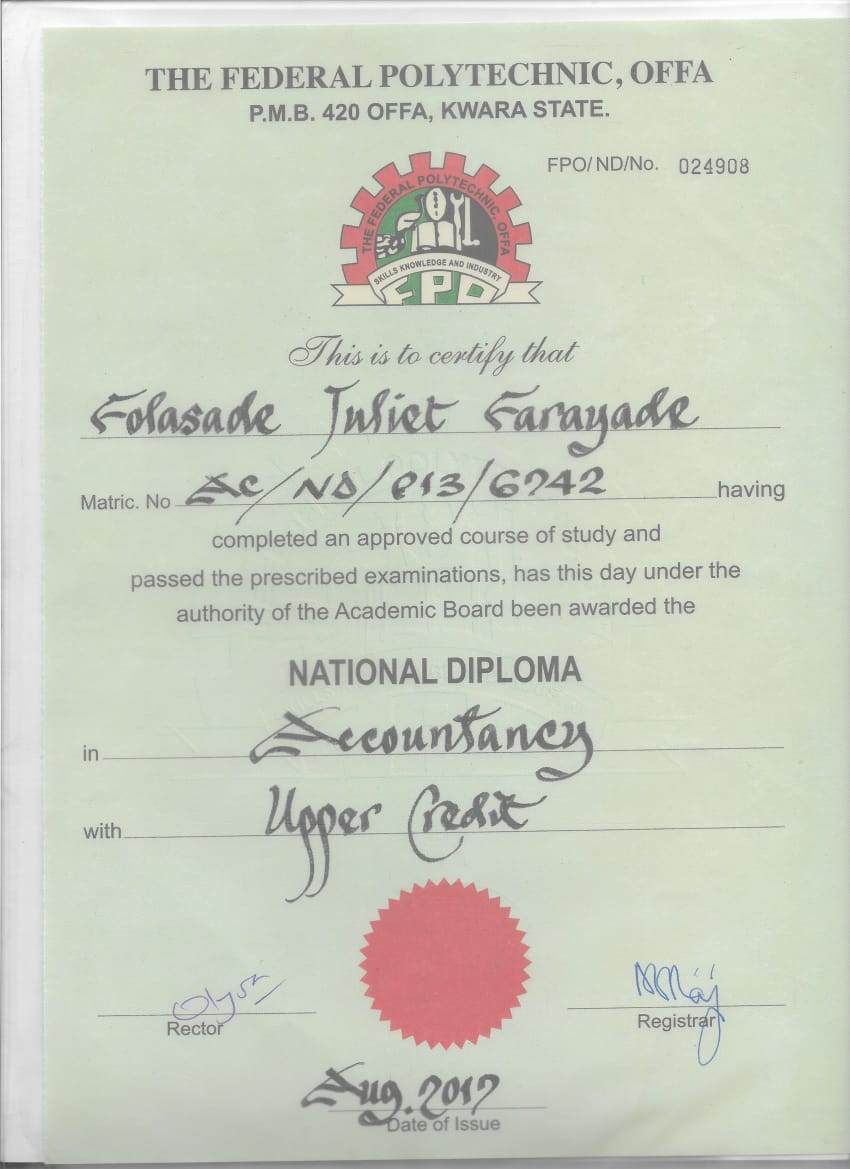 THE FEDERAL POLYTECHNIC, OFFA
P.M.B. 420 OFFA, KWARA STATE.
FPO/ND/No. 024908
THE FEDERAL POLYTECHNIC, OFFA
SKILLS KNOWLEDGE AND INDUSTRY
FPO
This is to certify that
Folasade Juliet Farayade
Matric. No AC/ND/P13/6742 having
completed an approved course of study and
passed the prescribed examinations, has this day under the
authority of the Academic Board been awarded the
NATIONAL DIPLOMA
in Accountancy
with Upper Credit
Rector
Registrar
Aug. 2017
Date of Issue